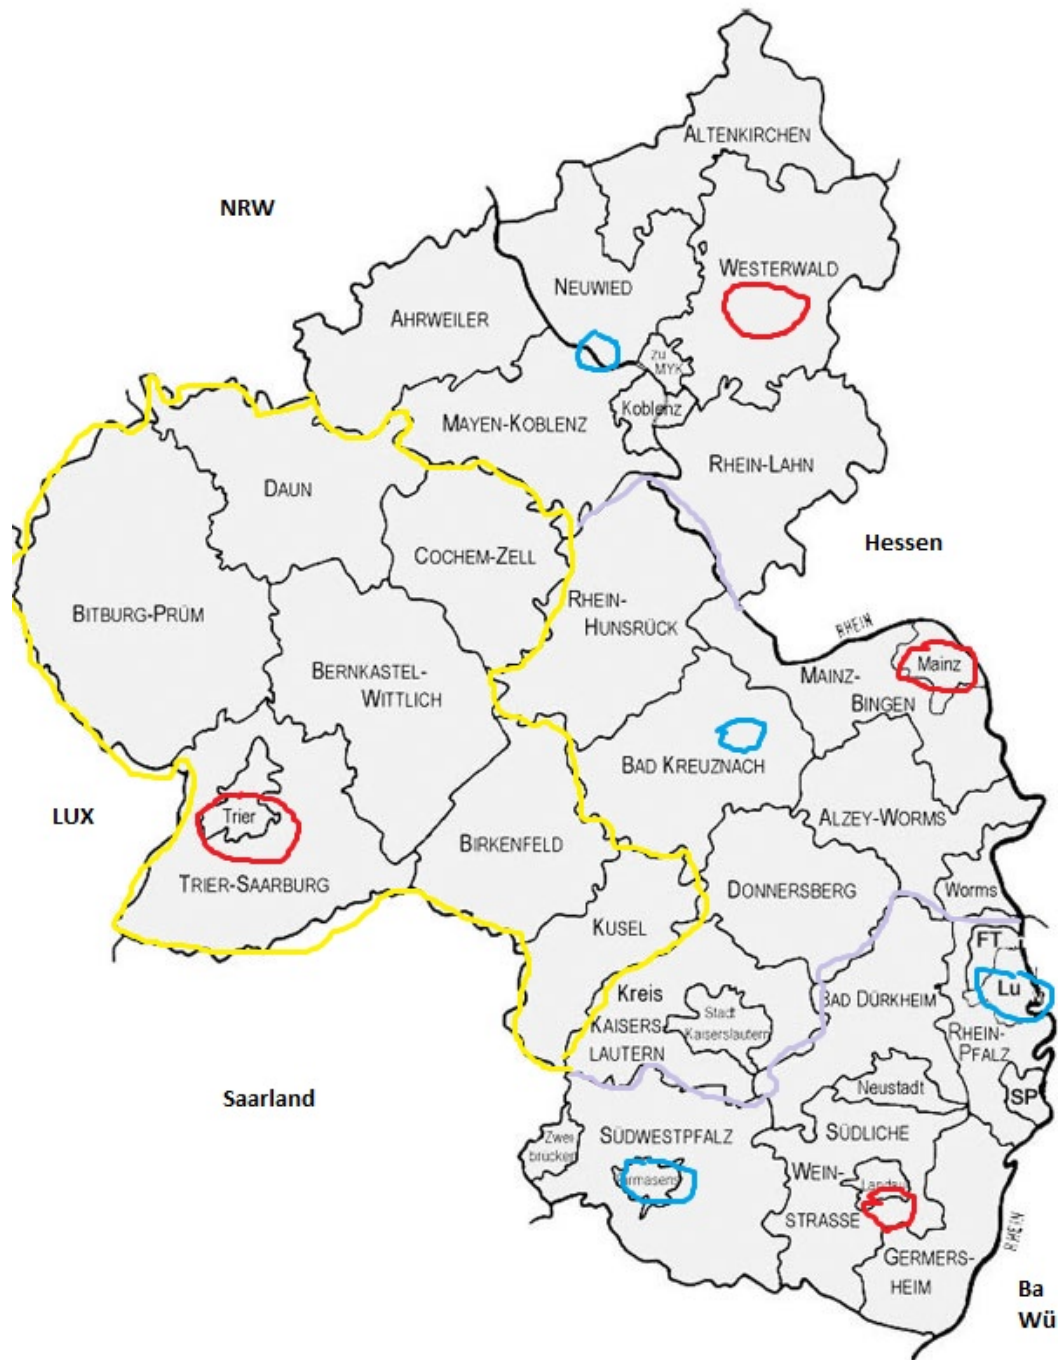 ALTENKIRCHEN
NRW
WESTERWALD
NEUWIED
AHRWEILER
ZU
MYK
Koblenz
MAYEN-KOBLENZ
RHEIN-LAHN
DAUN
Hessen
COCHEM-ZELL
RHEIN-
HUNSRÜCK
BITBURG-PRÜM
RHEIN
BERNKASTEL-
WITTLICH
Mainz
MAINZ-
BINGEN
BAD KREUZNACH
LUX
Trier
ALZEY-WORMS
BIRKENFELD
TRIER-SAARBURG
DONNERSBERG
Worms
KUSEL
FT
Lu
Kreis
KAISERS-
LAUTERN
Stadt
Kaiserslautern
BAD DÜRKHEIM
RHEIN-
PFALZ
Saarland
Neustadt
SP
Zwei
brücken
SÜDWESTPFALZ
SÜDLICHE
WEIN-
STRASSE
Landau
RHEIN
GERMERS-
HEIM
Ba
Wü